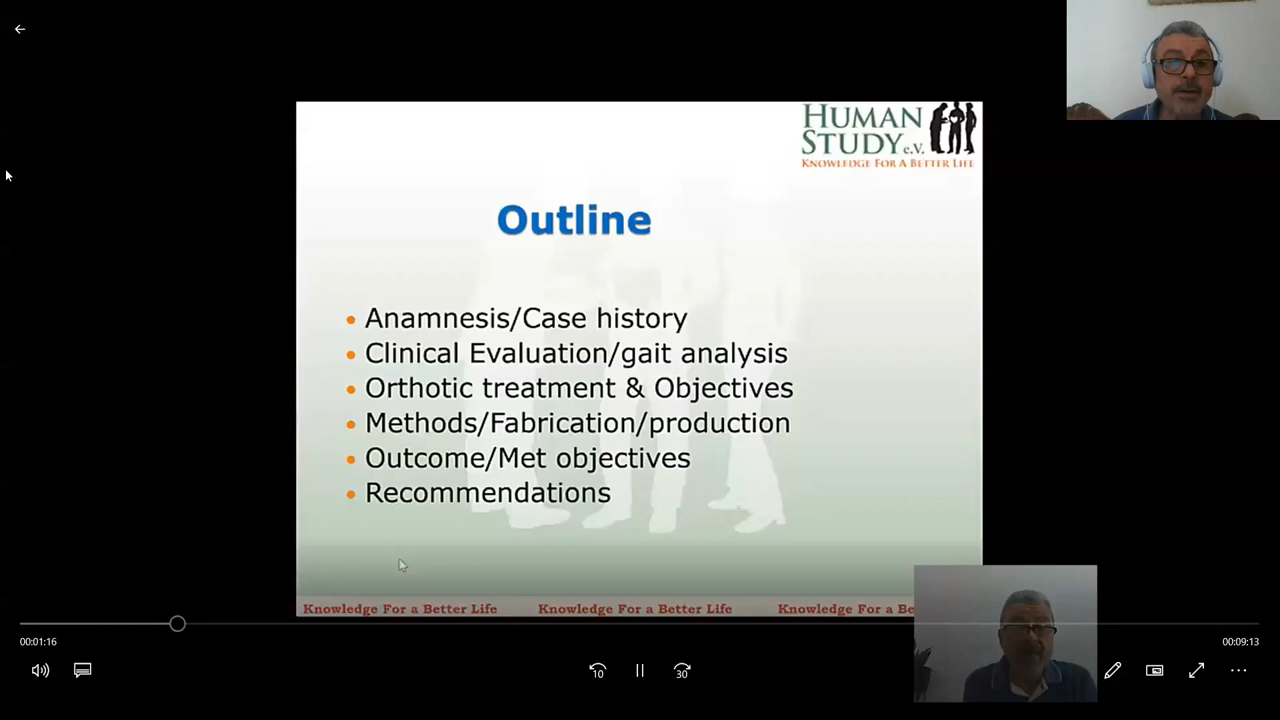 HUMAN
STUDY e.V.
KNOWLEDGE FOR A BETTER LIFE
Outline
• Anamnesis/Case history
• Clinical Evaluation/gait analysis
• Orthotic treatment & Objectives
• Methods/Fabrication/production
• Outcome/Met objectives
• Recommendations
Knowledge For a Better Life Knowledge For a Better Life Knowledge For a Be
00:01:16 00:09:13
10 30